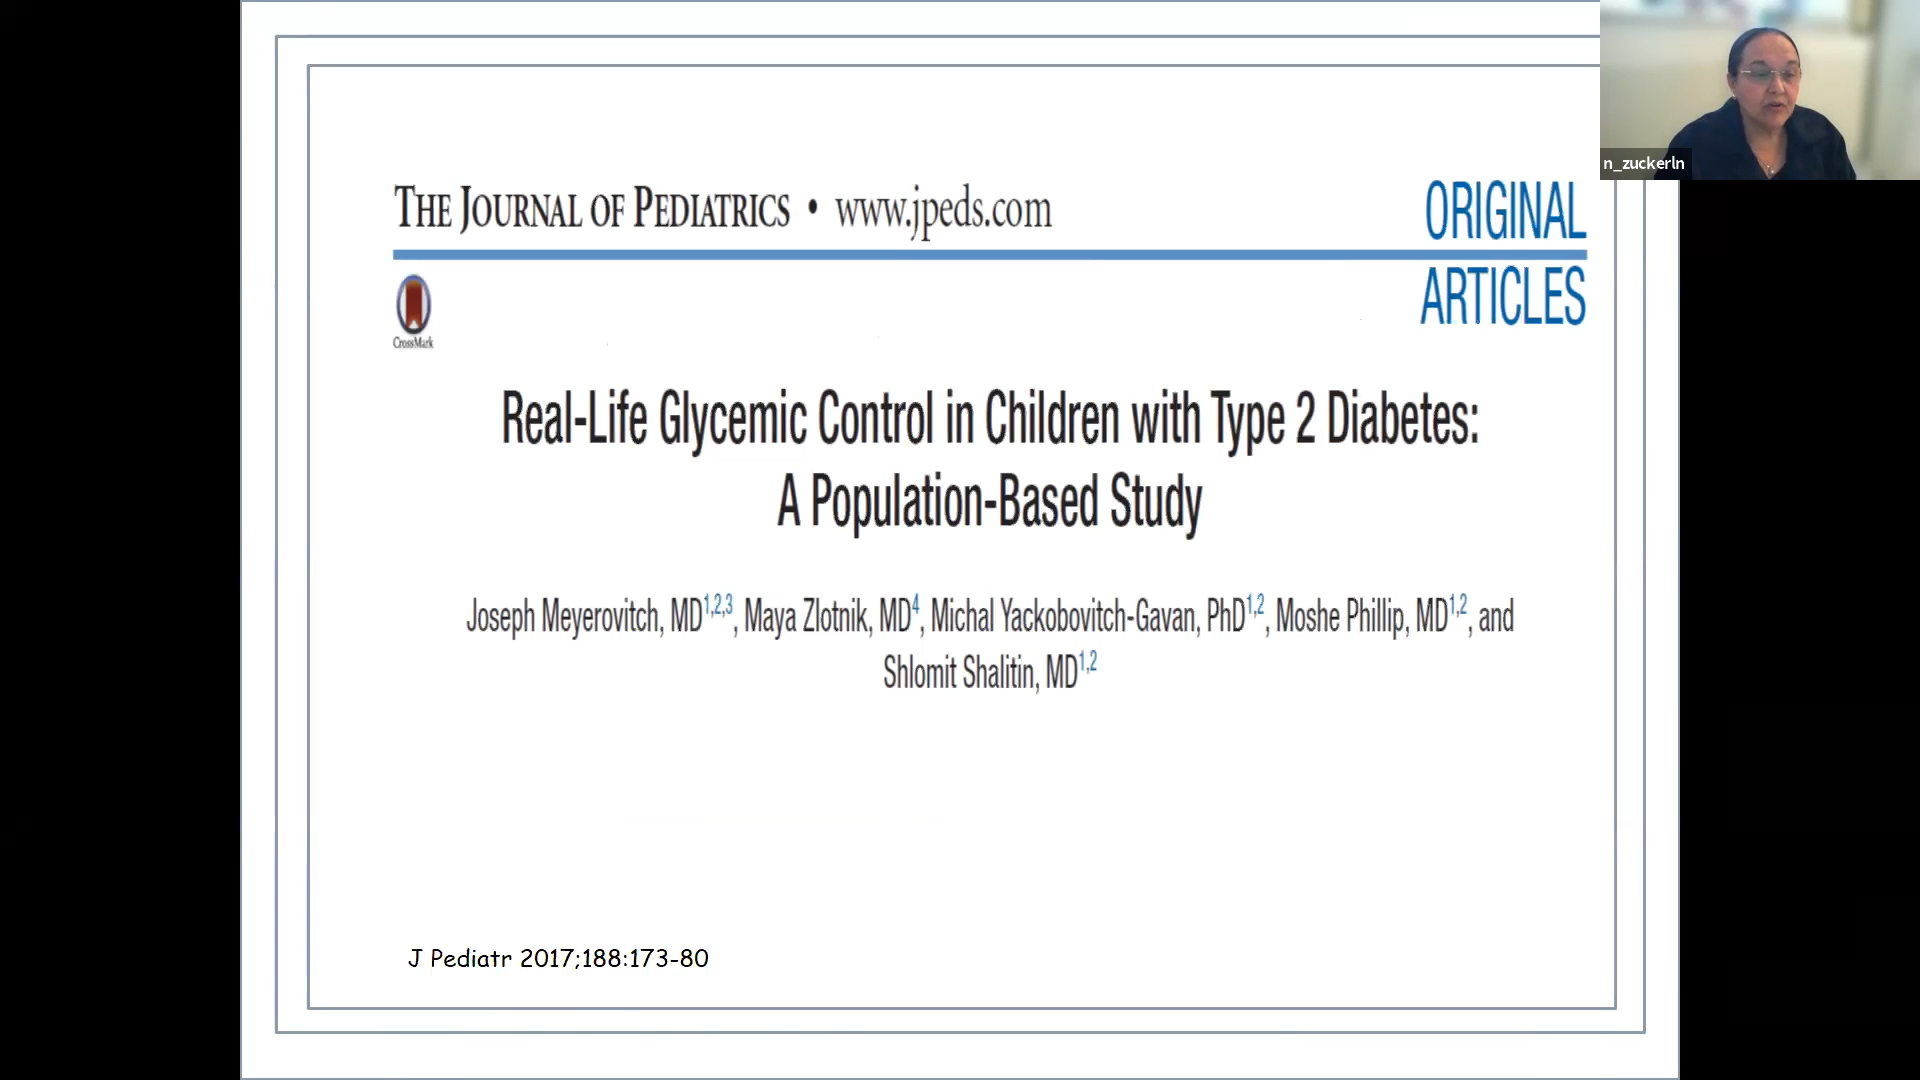 n_zuckerln
THE JOURNAL OF PEDIATRICS • www.jpeds.com
ORIGINAL
ARTICLES
CrossMark
Real-Life Glycemic Control in Children with Type 2 Diabetes:
A Population-Based Study
Joseph Meyerovitch, MD1,2,3, Maya Zlotnik, MD4, Michal Yackobovitch-Gavan, PhD1,2, Moshe Phillip, MD1,2, and
Shlomit Shalitin, MD1,2
J Pediatr 2017;188:173-80